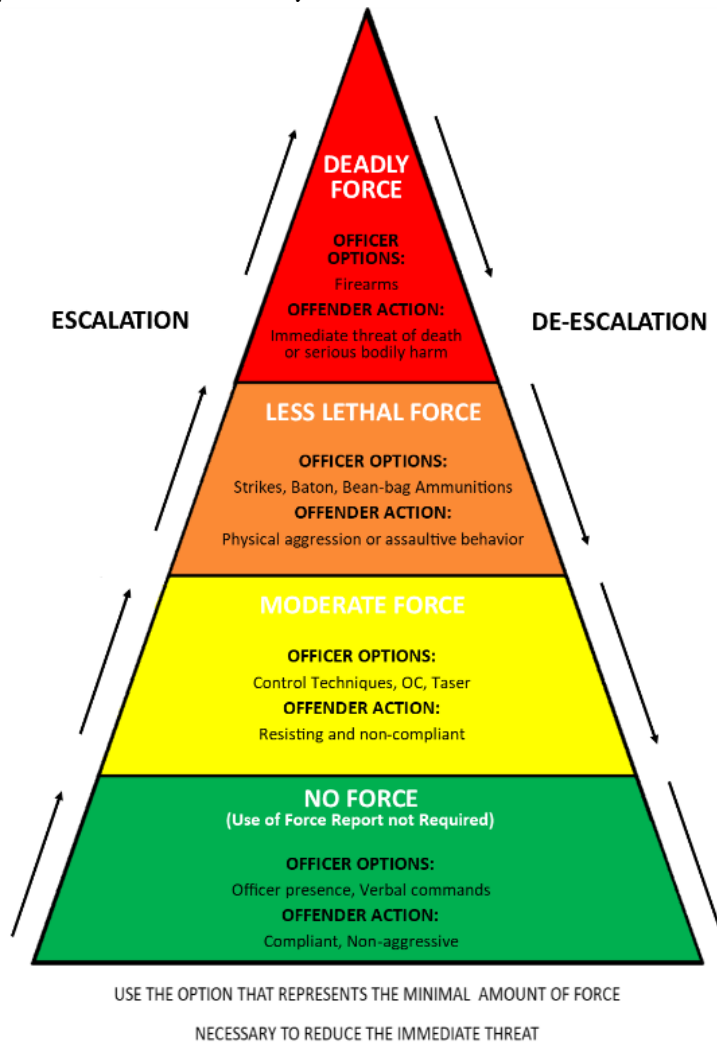 DEADLY
FORCE
OFFICER
OPTIONS:
Firearms
OFFENDER ACTION:
Immediate threat of death
or serious bodily harm
ESCALATION
DE-ESCALATION
LESS LETHAL FORCE
OFFICER OPTIONS:
Strikes, Baton, Bean-bag Ammunitions
OFFENDER ACTION:
Physical aggression or assaultive behavior
MODERATE FORCE
OFFICER OPTIONS:
Control Techniques, OC, Taser
OFFENDER ACTION:
Resisting and non-compliant
NO FORCE
(Use of Force Report not Required)
OFFICER OPTIONS:
Officer presence, Verbal commands
OFFENDER ACTION:
Compliant, Non-aggressive
USE THE OPTION THAT REPRESENTS THE MINIMAL AMOUNT OF FORCE
NECESSARY TO REDUCE THE IMMEDIATE THREAT